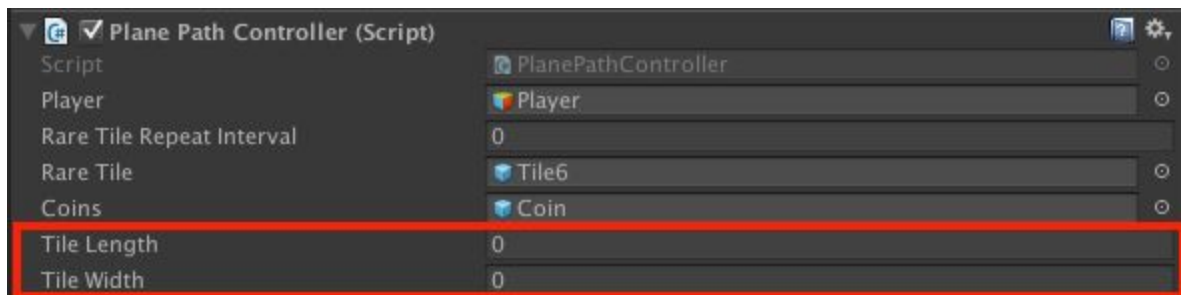 Plane Path Controller (Script)
Script PlanePathController
Player Player
Rare Tile Repeat Interval 0
Rare Tile Tile6
Coins Coin
Tile Length 0
Tile Width 0